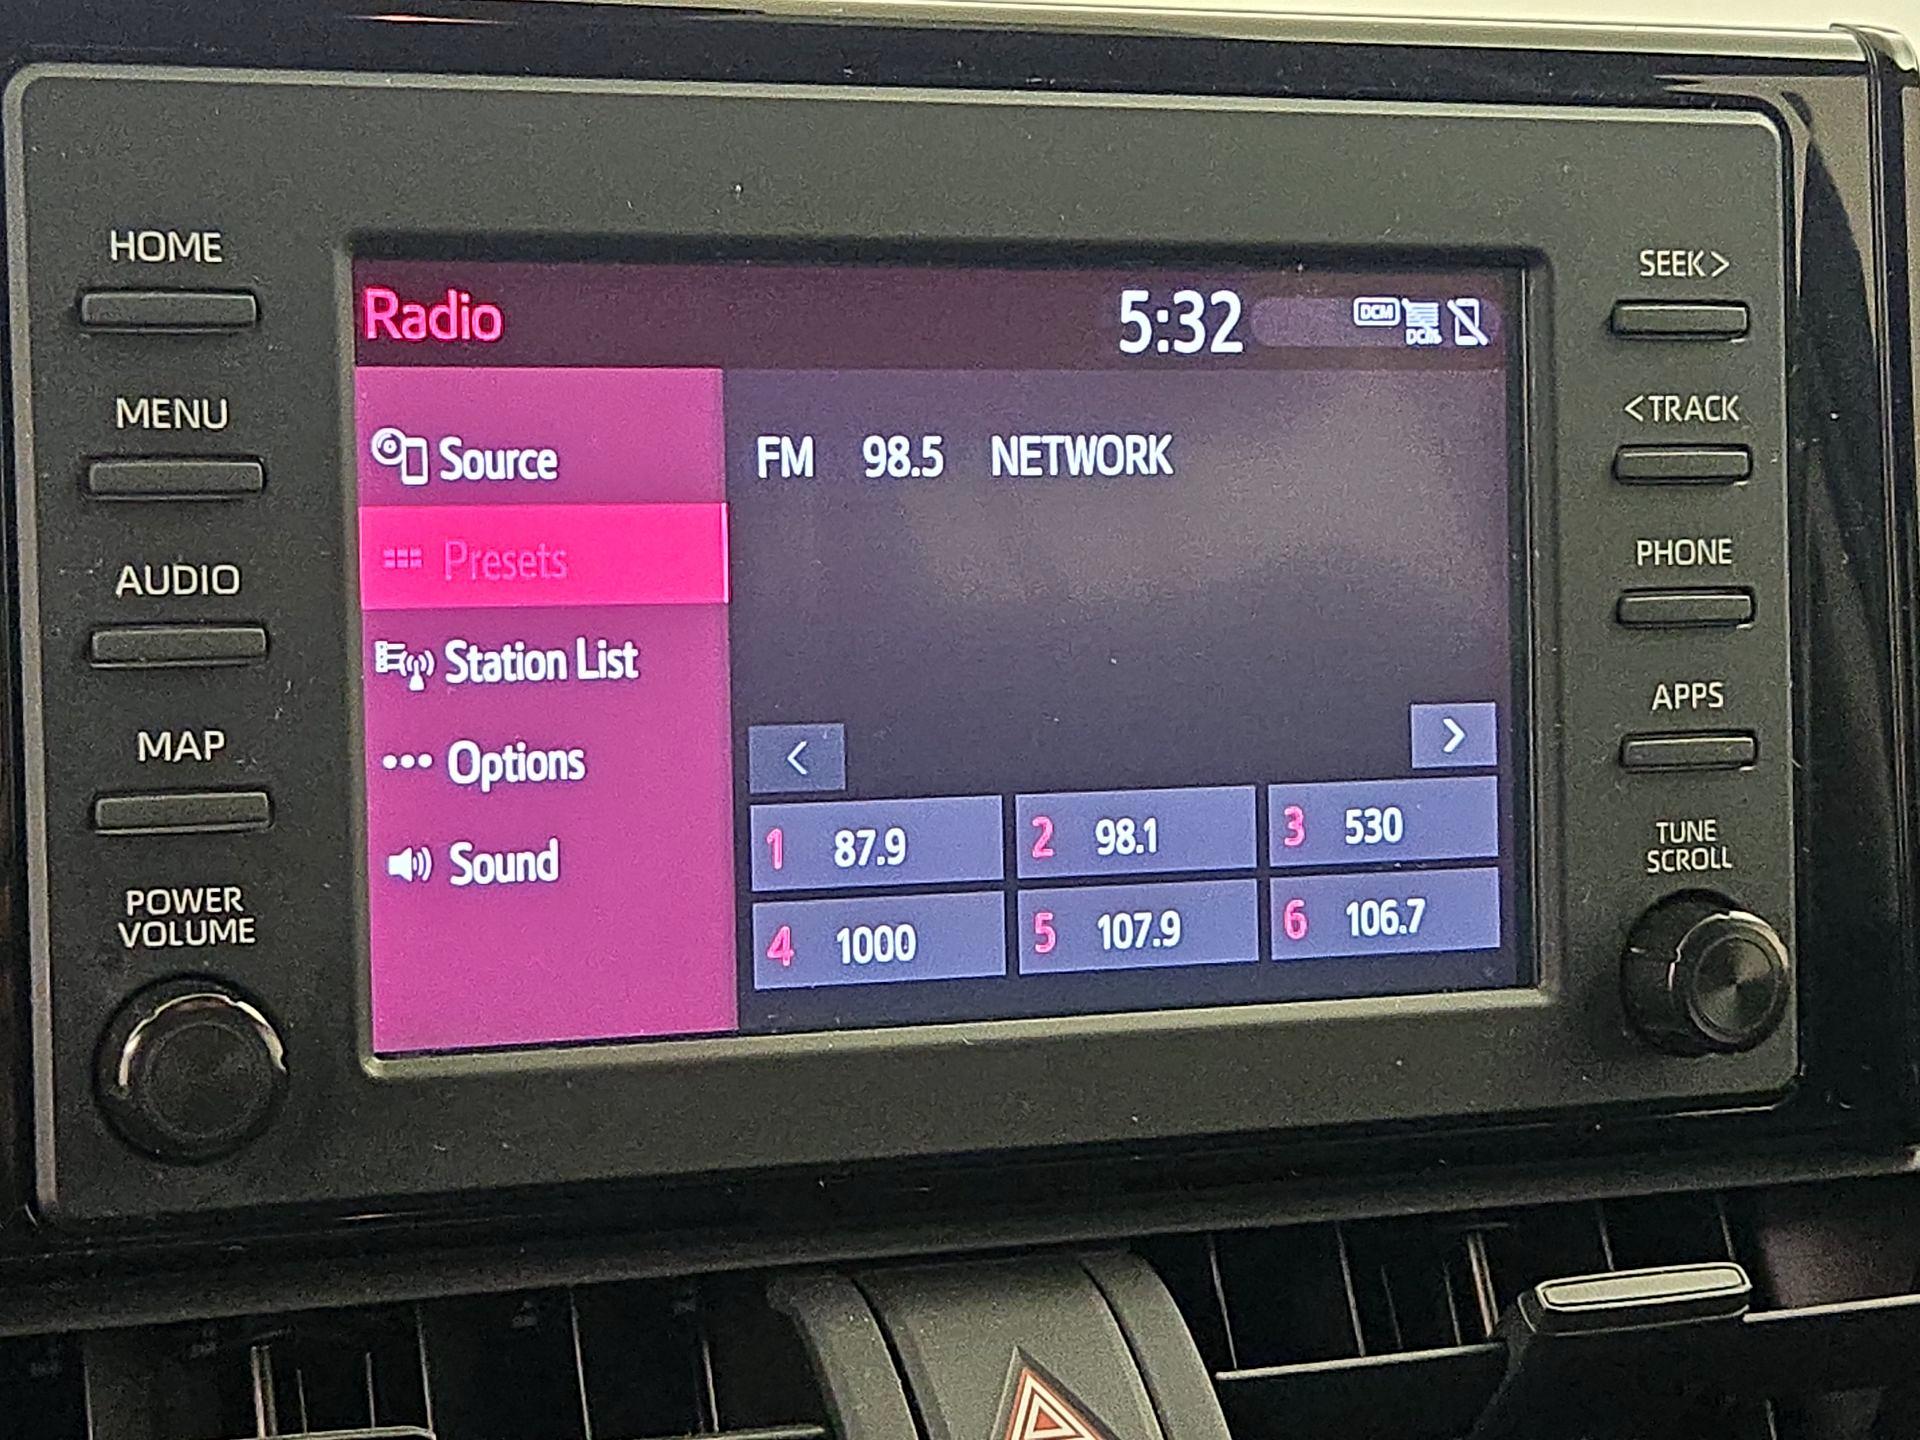 HOME
MENU
AUDIO
MAP
POWER
VOLUME
Radio
5:32
DCM
DCM
Source
Presets
Station List
Options
Sound
FM 98.5 NETWORK
<
>
1 87.9 2 98.1 3 530
4 1000 5 107.9 6 106.7
SEEK >
< TRACK
PHONE
APPS
TUNE
SCROLL